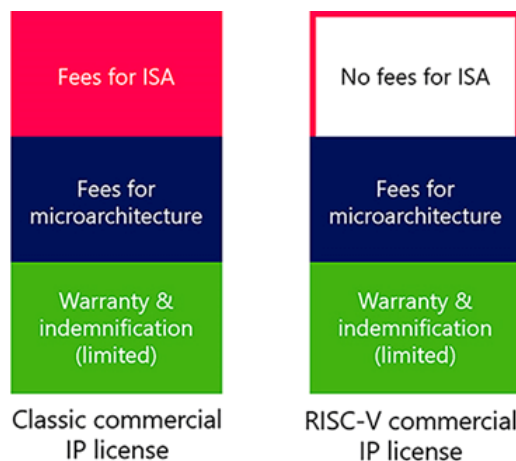 Fees for ISA
Fees for
microarchitecture
Warranty &
indemnification
(limited)
Classic commercial
IP license
No fees for ISA
Fees for
microarchitecture
Warranty &
indemnification
(limited)
RISC-V commercial
IP license